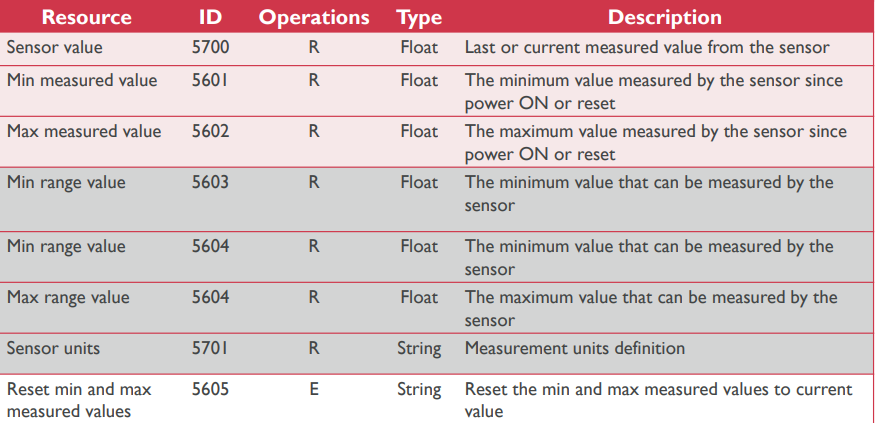 Resource ID Operations Type Description
Sensor value 5700 R Float Last or current measured value from the sensor
Min measured value 5601 R Float The minimum value measured by the sensor since
power ON or reset
Max measured value 5602 R Float The maximum value measured by the sensor since
power ON or reset
Min range value 5603 R Float The minimum value that can be measured by the
sensor
Min range value 5604 R Float The minimum value that can be measured by the
sensor
Max range value 5604 R Float The maximum value that can be measured by the
sensor
Sensor units 5701 R String Measurement units definition
Reset min and max 5605 E String Reset the min and max measured values to current
measured values value